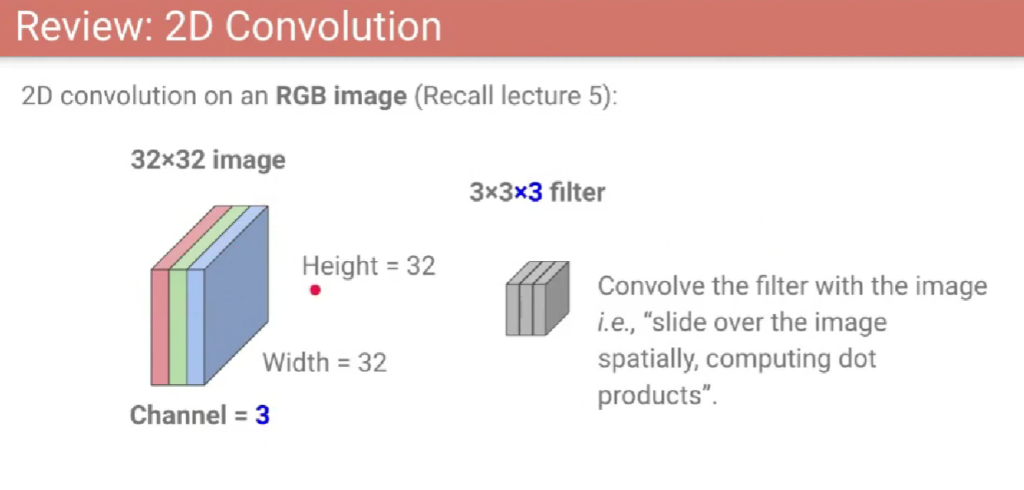 Review: 2D Convolution
2D convolution on an RGB image (Recall lecture 5):
32×32 image
3×3×3 filter
Height = 32
Width = 32
Channel = 3
Convolve the filter with the image
i.e., “slide over the image
spatially, computing dot
products”.